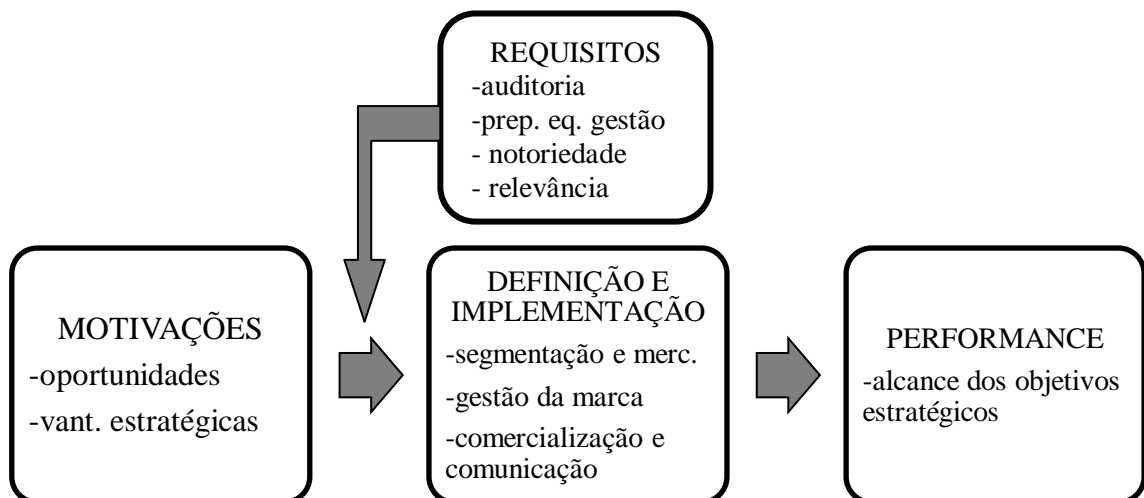 REQUISITOS
-auditoria
-prep. eq. gestão
- notoriedade
- relevância
MOTIVAÇÕES
-oportunidades
-vant. estratégicas
DEFINIÇÃO E
IMPLEMENTAÇÃO
-segmentação e merc.
-gestão da marca
-comercialização e
comunicação
PERFORMANCE
-alcance dos objetivos
estratégicos